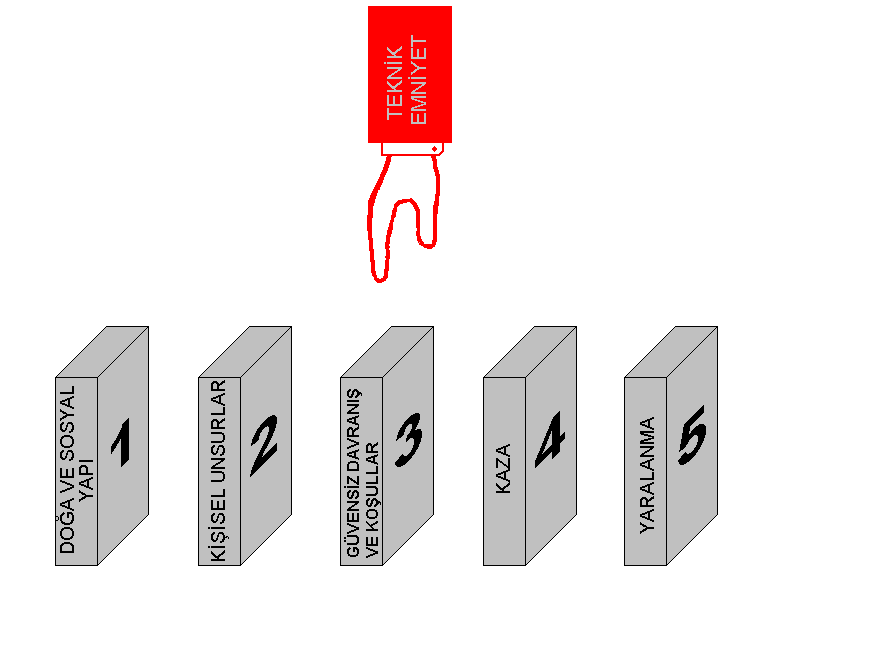 TEKNİK
EMNİYET
DOĞA VE SOSYAL
YAPI
1
KİŞİSEL UNSURLAR
2
GÜVENSİZ DAVRANIŞ
VE KOŞULLAR
3
KAZA
4
YARALANMA
5